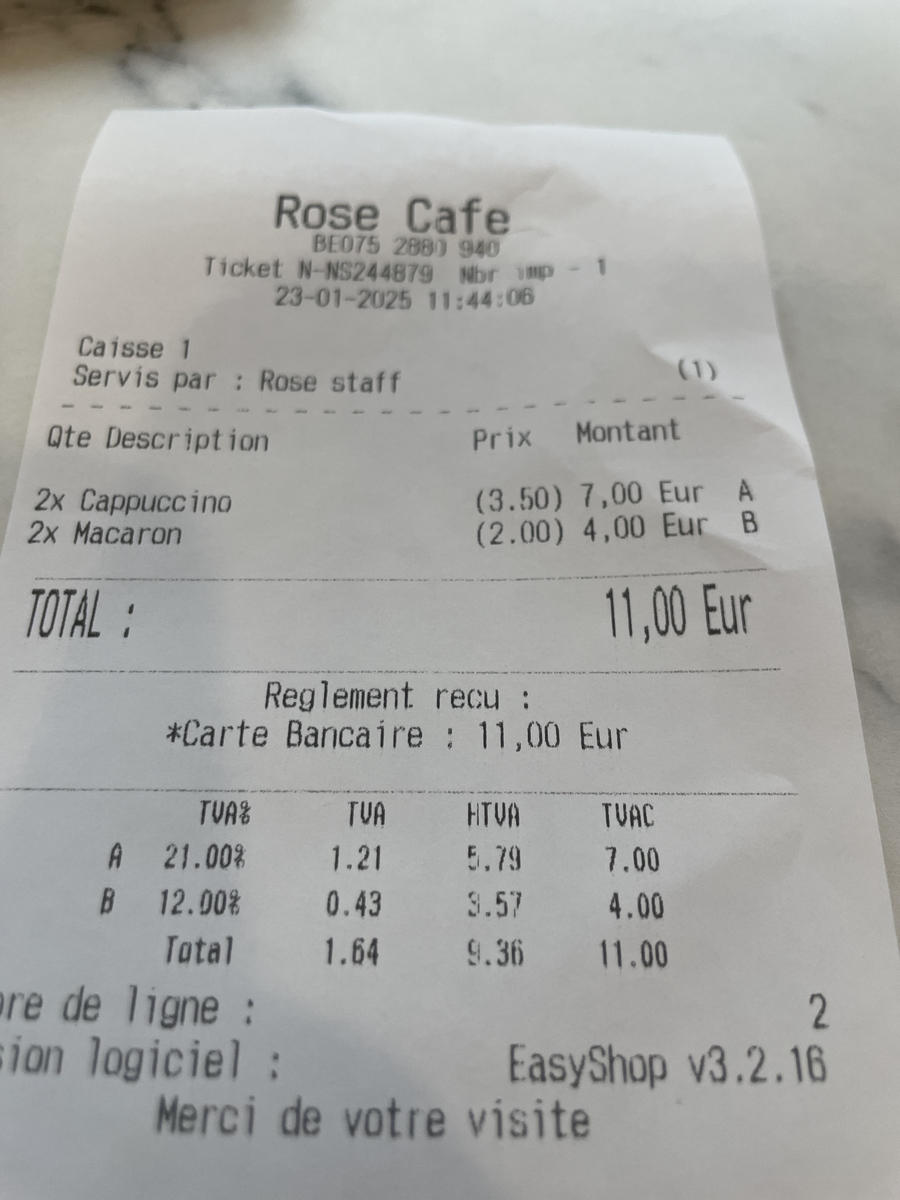 Rose Cafe
BE075 2880 940
Ticket N-NS244879 Nbr imp - 1
23-01-2025 11:44:06
Caisse 1
Servis par : Rose staff (1)
Qte Description Prix Montant
2x Cappuccino (3.50) 7,00 Eur A
2x Macaron (2.00) 4,00 Eur B
TOTAL : 11,00 Eur
Reglement recu :
*Carte Bancaire : 11,00 Eur
TVA% TVA HTVA TVAC
A 21.00% 1.21 5.79 7.00
B 12.00% 0.43 3.57 4.00
Total 1.64 9.36 11.00
bre de ligne : 2
sion logiciel : EasyShop v3.2.16
Merci de votre visite